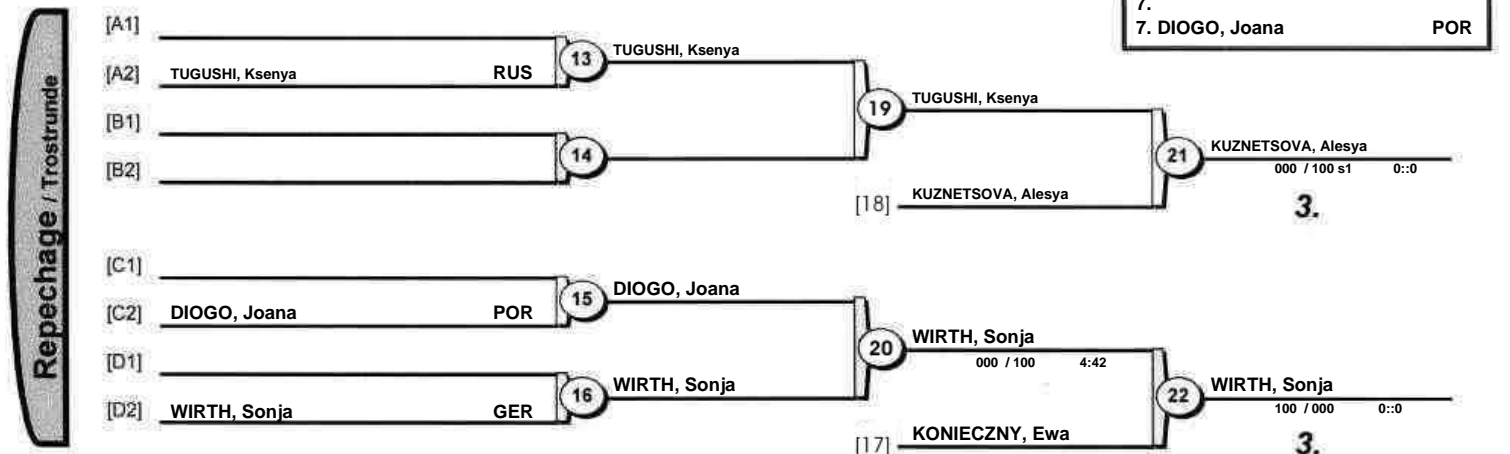 7.
7. DIOGO, Joana POR
Repechage / Trostrunde
[A1]
[A2] TUGUSHI, Ksenya RUS
13
TUGUSHI, Ksenya
[B1]
[B2]
14
19
TUGUSHI, Ksenya
[18] KUZNETSOVA, Alesya
21
KUZNETSOVA, Alesya
000 / 100 s1 0::0
3.
[C1]
[C2] DIOGO, Joana POR
15
DIOGO, Joana
[D1]
[D2] WIRTH, Sonja GER
16
WIRTH, Sonja
20
WIRTH, Sonja
000 / 100 4:42
[17] KONIECZNY, Ewa
22
WIRTH, Sonja
100 / 000 0::0
3.